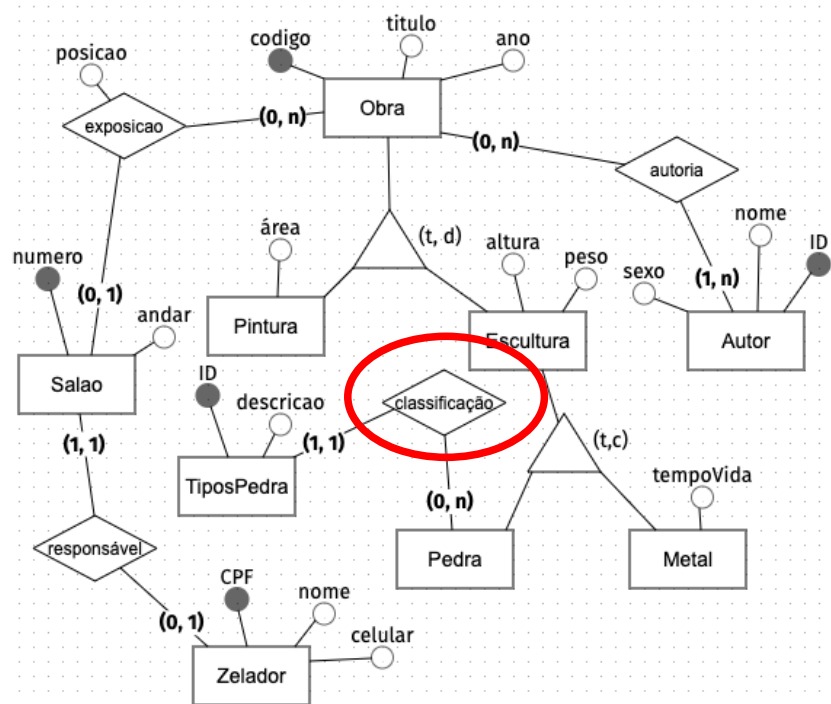 titulo
codigo
ano
posicao
Obra
exposicao
(0, n)
(0, n)
autoria
nome
ID
área
(t, d)
altura
peso
numero
sexo
(1, n)
(0, 1)
andar
Pintura
Escultura
Autor
Salao
ID
descricao
classificação
(1, 1)
(1, 1)
(t,c)
tempoVida
TiposPedra
(0, n)
responsável
Pedra
Metal
CPF
nome
(0, 1)
celular
Zelador